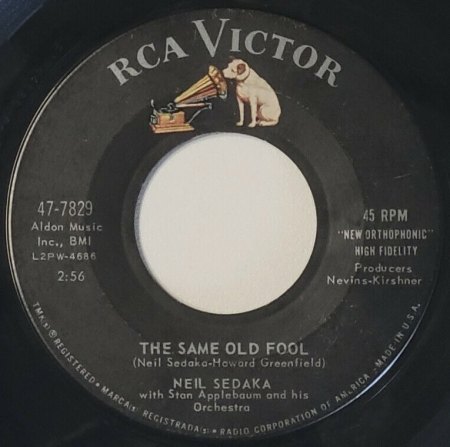 RCA VICTOR
47-7829
Aldon Music
Inc., BMI
L2PW-4686
2:56
45 RPM
"NEW ORTHOPHONIC"
HIGH FIDELITY
Producers
Nevins-Kirshner
THE SAME OLD FOOL
(Neil Sedaka-Howard Greenfield)
NEIL SEDAKA
with Stan Applebaum and his
Orchestra
TMK(s) ® REGISTERED • MARCA(s) REGISTRADA(s) • RADIO CORPORATION OF AMERICA - MADE IN U.S.A.